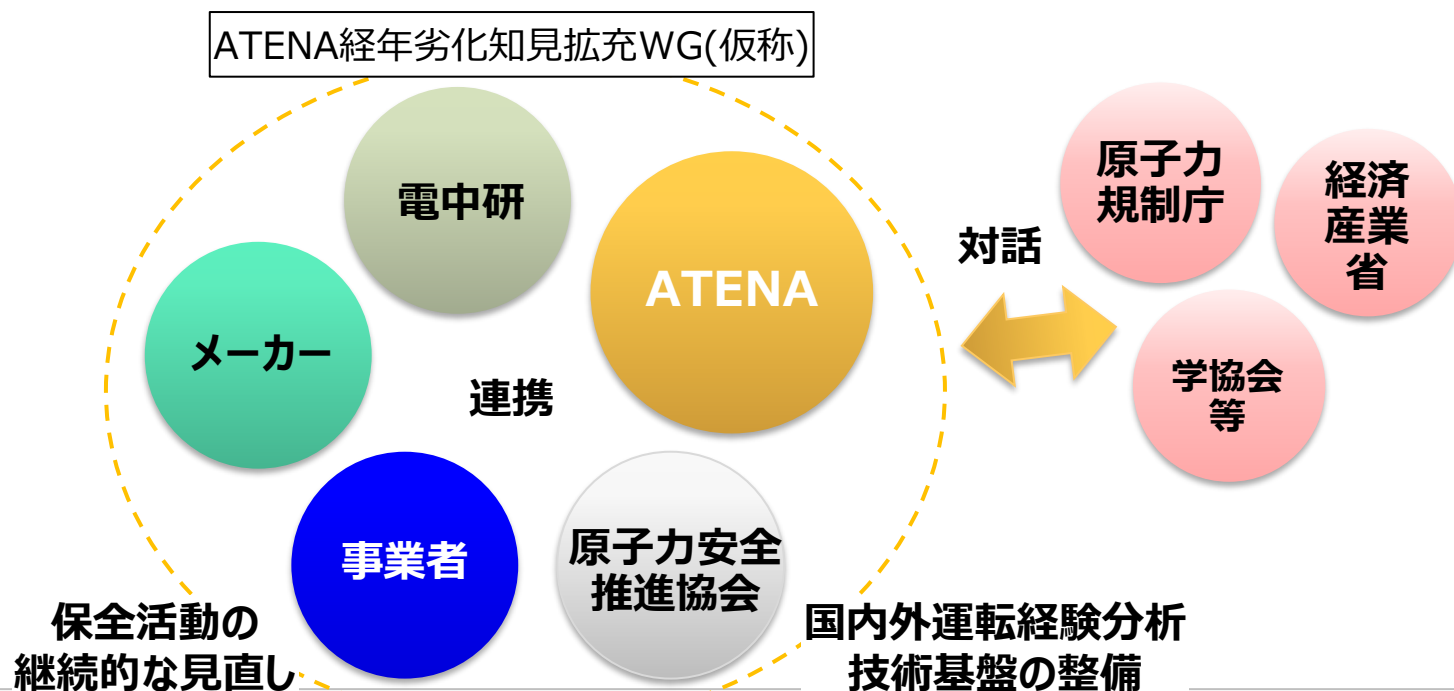 ATENA経年劣化知見拡充WG(仮称)
電中研
ATENA
メーカー
連携
事業者
原子力安全
推進協会
保全活動の
継続的な見直し
国内外運転経験分析
技術基盤の整備
対話
原子力
規制庁
経済
産業
省
学協会
等